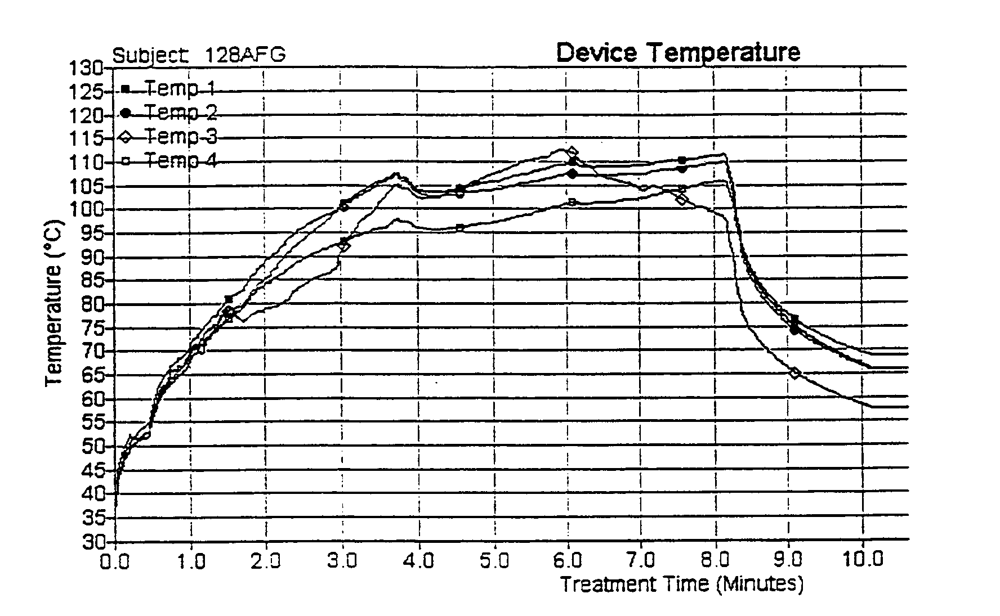 Subject: 128AFG
Device Temperature
130
125
120
115
110
105
100
95
90
85
80
75
70
65
60
55
50
45
40
35
30
Temp 1
Temp 2
Temp 3
Temp 4
Temperature (°C)
0.0 1.0 2.0 3.0 4.0 5.0 6.0 7.0 8.0 9.0 10.0
Treatment Time (Minutes)